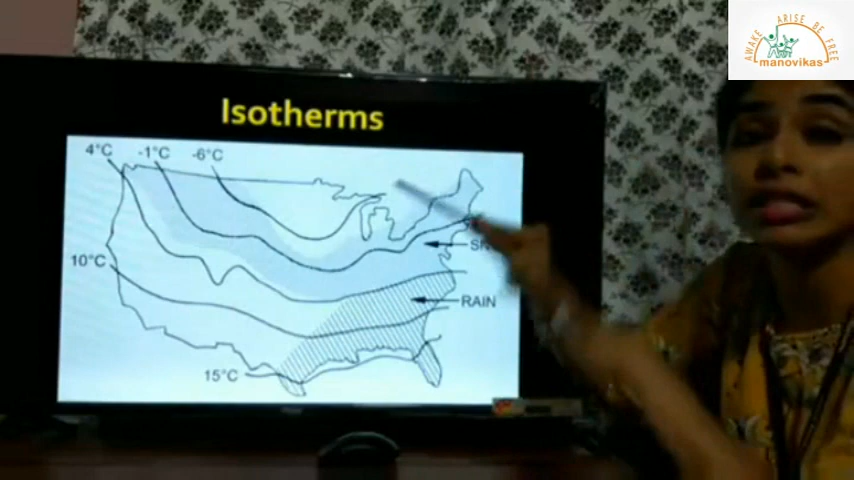 AWAKE ARISE BE FREE
manovikas
Isotherms
4°C -1°C -6°C
10°C
RAIN
15°C